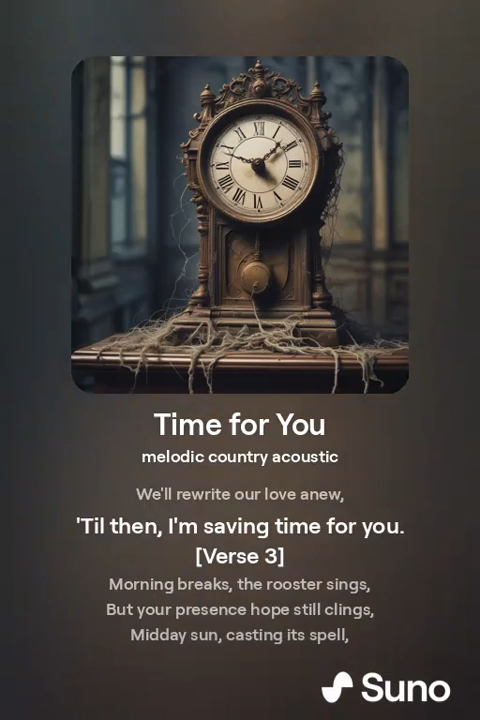 Time for You
melodic country acoustic
We'll rewrite our love anew,
'Til then, I'm saving time for you.
[Verse 3]
Morning breaks, the rooster sings,
But your presence hope still clings,
Midday sun, casting its spell,
Suno